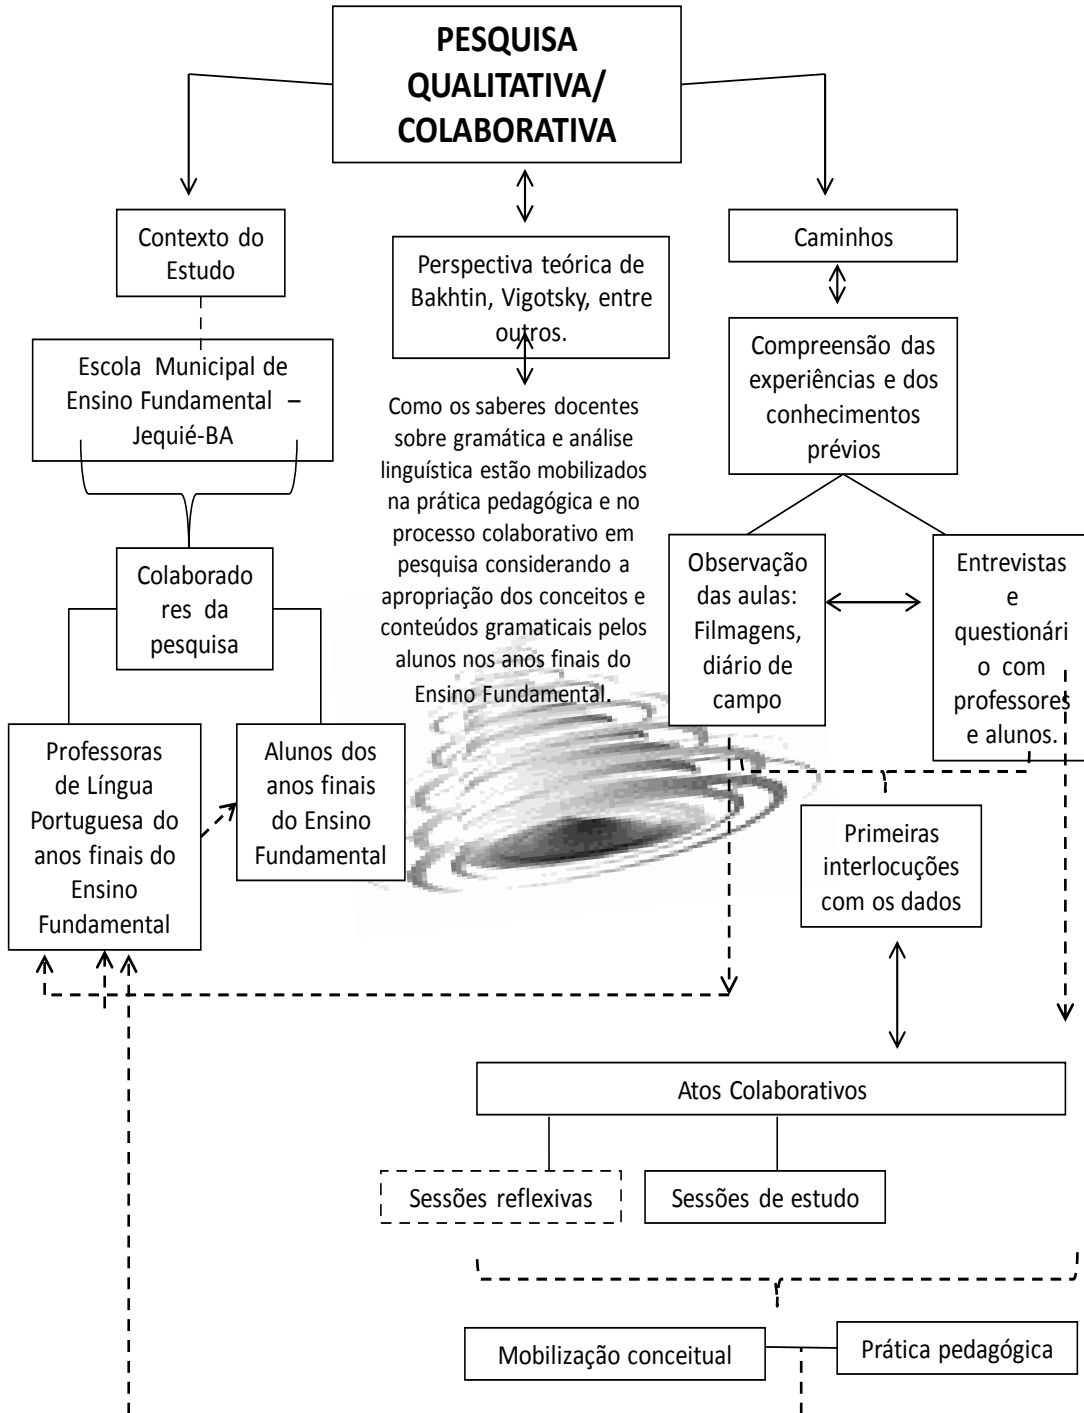 PESQUISA
QUALITATIVA/
COLABORATIVA
Contexto do
Estudo
Escola Municipal de
Ensino Fundamental –
Jequié-BA
Colaborado
res da
pesquisa
Professoras
de Língua
Portuguesa do
anos finais do
Ensino
Fundamental
Alunos dos
anos finais
do Ensino
Fundamental
Perspectiva teórica de
Bakhtin, Vigotsky, entre
outros.
Como os saberes docentes
sobre gramática e análise
linguística estão mobilizados
na prática pedagógica e no
processo colaborativo em
pesquisa considerando a
apropriação dos conceitos e
conteúdos gramaticais pelos
alunos nos anos finais do
Ensino Fundamental.
Caminhos
Compreensão das
experiências e dos
conhecimentos
prévios
Observação
das aulas:
Filmagens,
diário de
campo
Entrevistas
e
questionári
o com
professores
e alunos.
Primeiras
interlocuções
com os dados
Atos Colaborativos
Sessões reflexivas
Sessões de estudo
Mobilização conceitual
Prática pedagógica